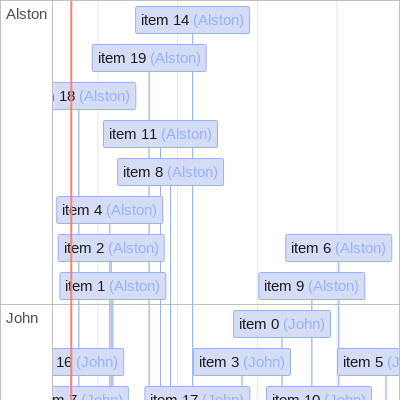 Alston
item 14 (Alston)
item 19 (Alston)
18 (Alston)
item 11 (Alston)
item 8 (Alston)
item 4 (Alston)
item 2 (Alston)
item 6 (Alston)
item 1 (Alston)
item 9 (Alston)
John
item 0 (John)
16 (John)
item 3 (John)
item 5 (J
7 (John)
item 17 (John)
item 10 (John)